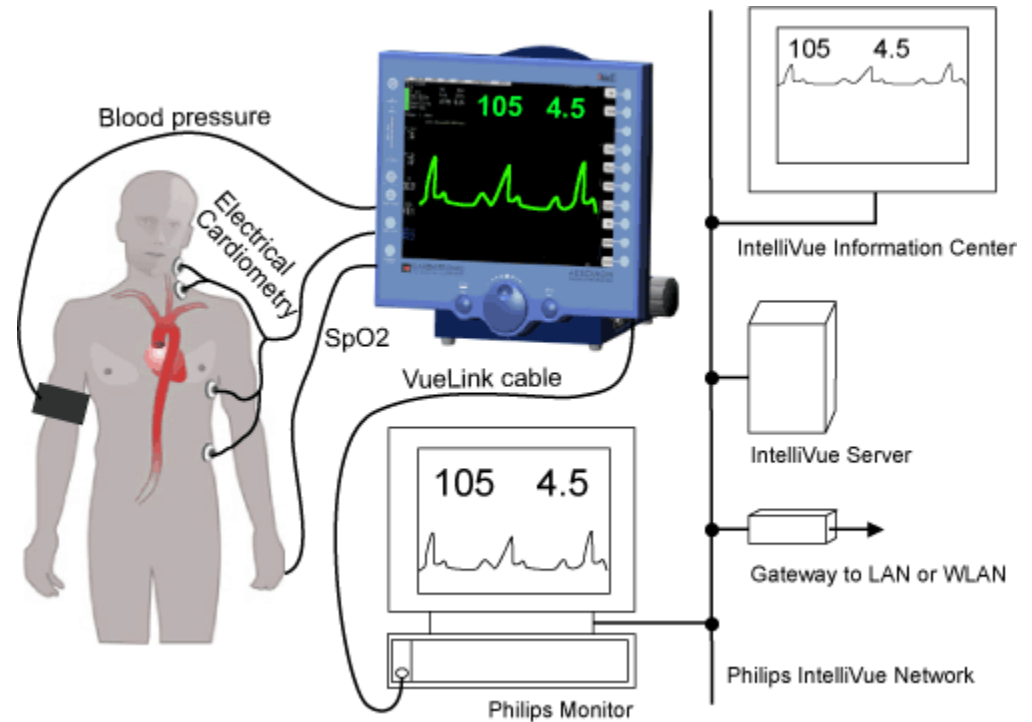 Blood pressure
Electrical
Cardiometry
SpO2
105 4.5
VueLink cable
105 4.5
Philips Monitor
105 4.5
IntelliVue Information Center
IntelliVue Server
Gateway to LAN or WLAN
Philips IntelliVue Network